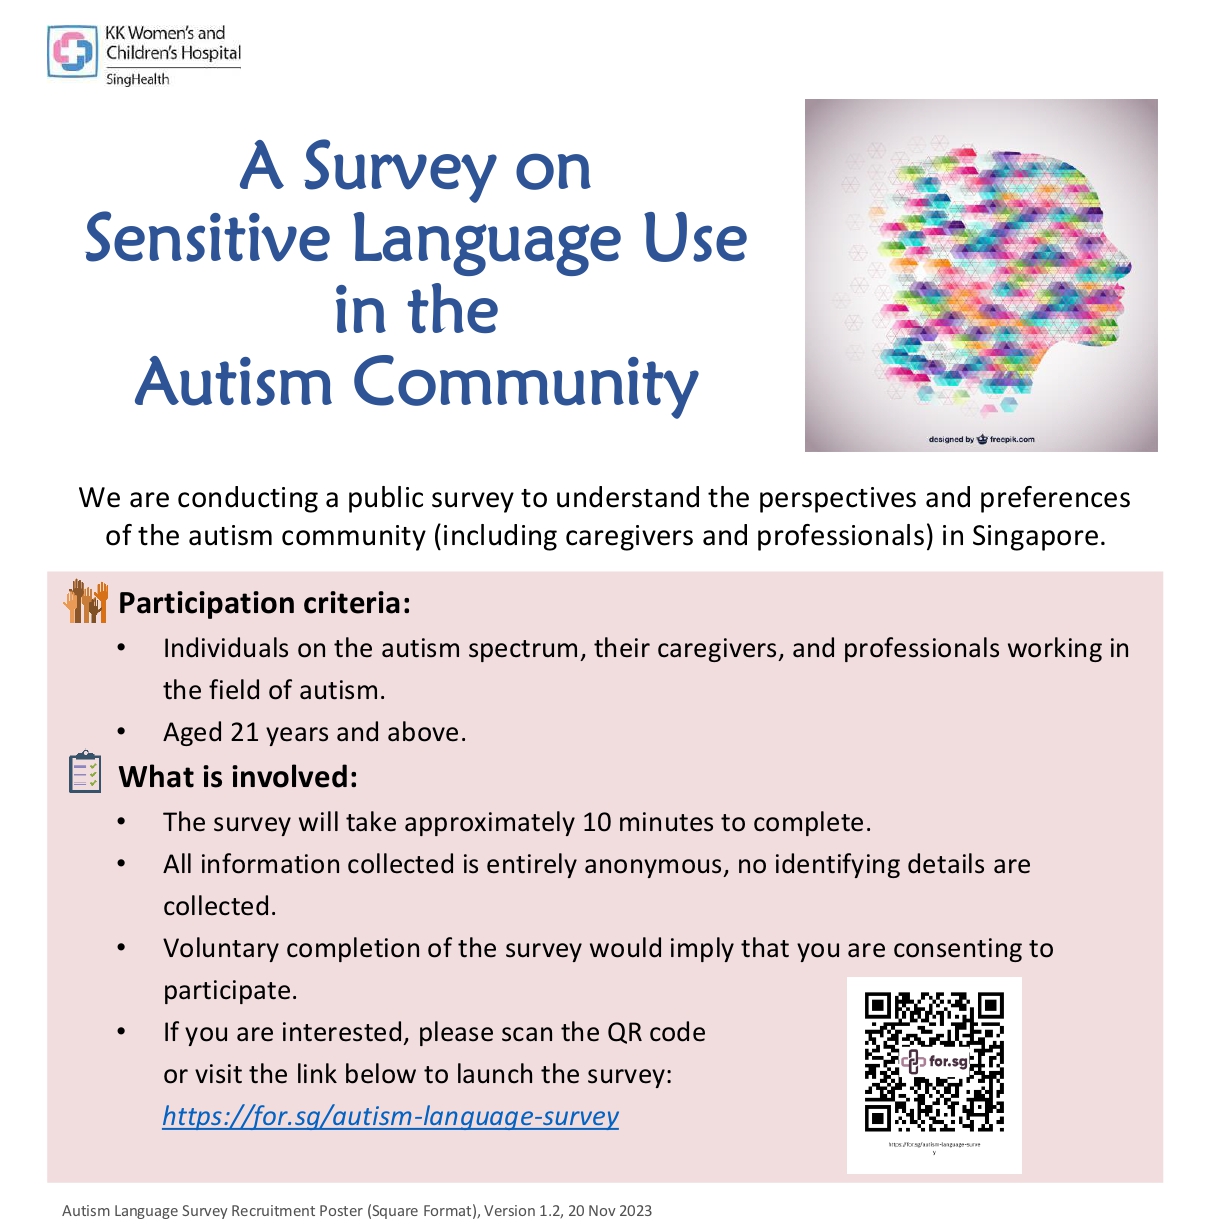 KK Women's and
Children's Hospital
SingHealth
A Survey on
Sensitive Language Use
in the
Autism Community
designed by freepik.com
We are conducting a public survey to understand the perspectives and preferences
of the autism community (including caregivers and professionals) in Singapore.
Participation criteria:
• Individuals on the autism spectrum, their caregivers, and professionals working in
the field of autism.
• Aged 21 years and above.
What is involved:
• The survey will take approximately 10 minutes to complete.
• All information collected is entirely anonymous, no identifying details are
collected.
• Voluntary completion of the survey would imply that you are consenting to
participate.
• If you are interested, please scan the QR code
or visit the link below to launch the survey:
https://for.sg/autism-language-survey
for.sg
https://for.sg/autism-language-surve
y
Autism Language Survey Recruitment Poster (Square Format), Version 1.2, 20 Nov 2023